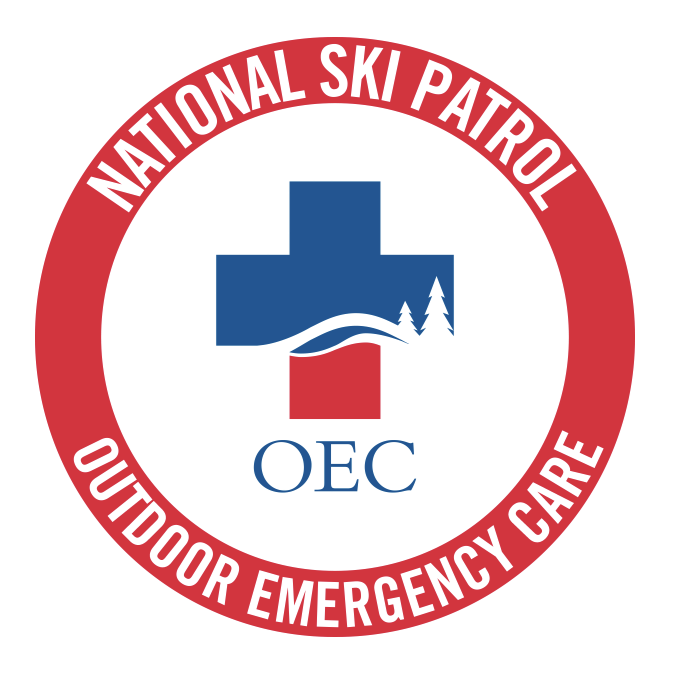 NATIONAL SKI PATROL
OEC
OUTDOOR EMERGENCY CARE